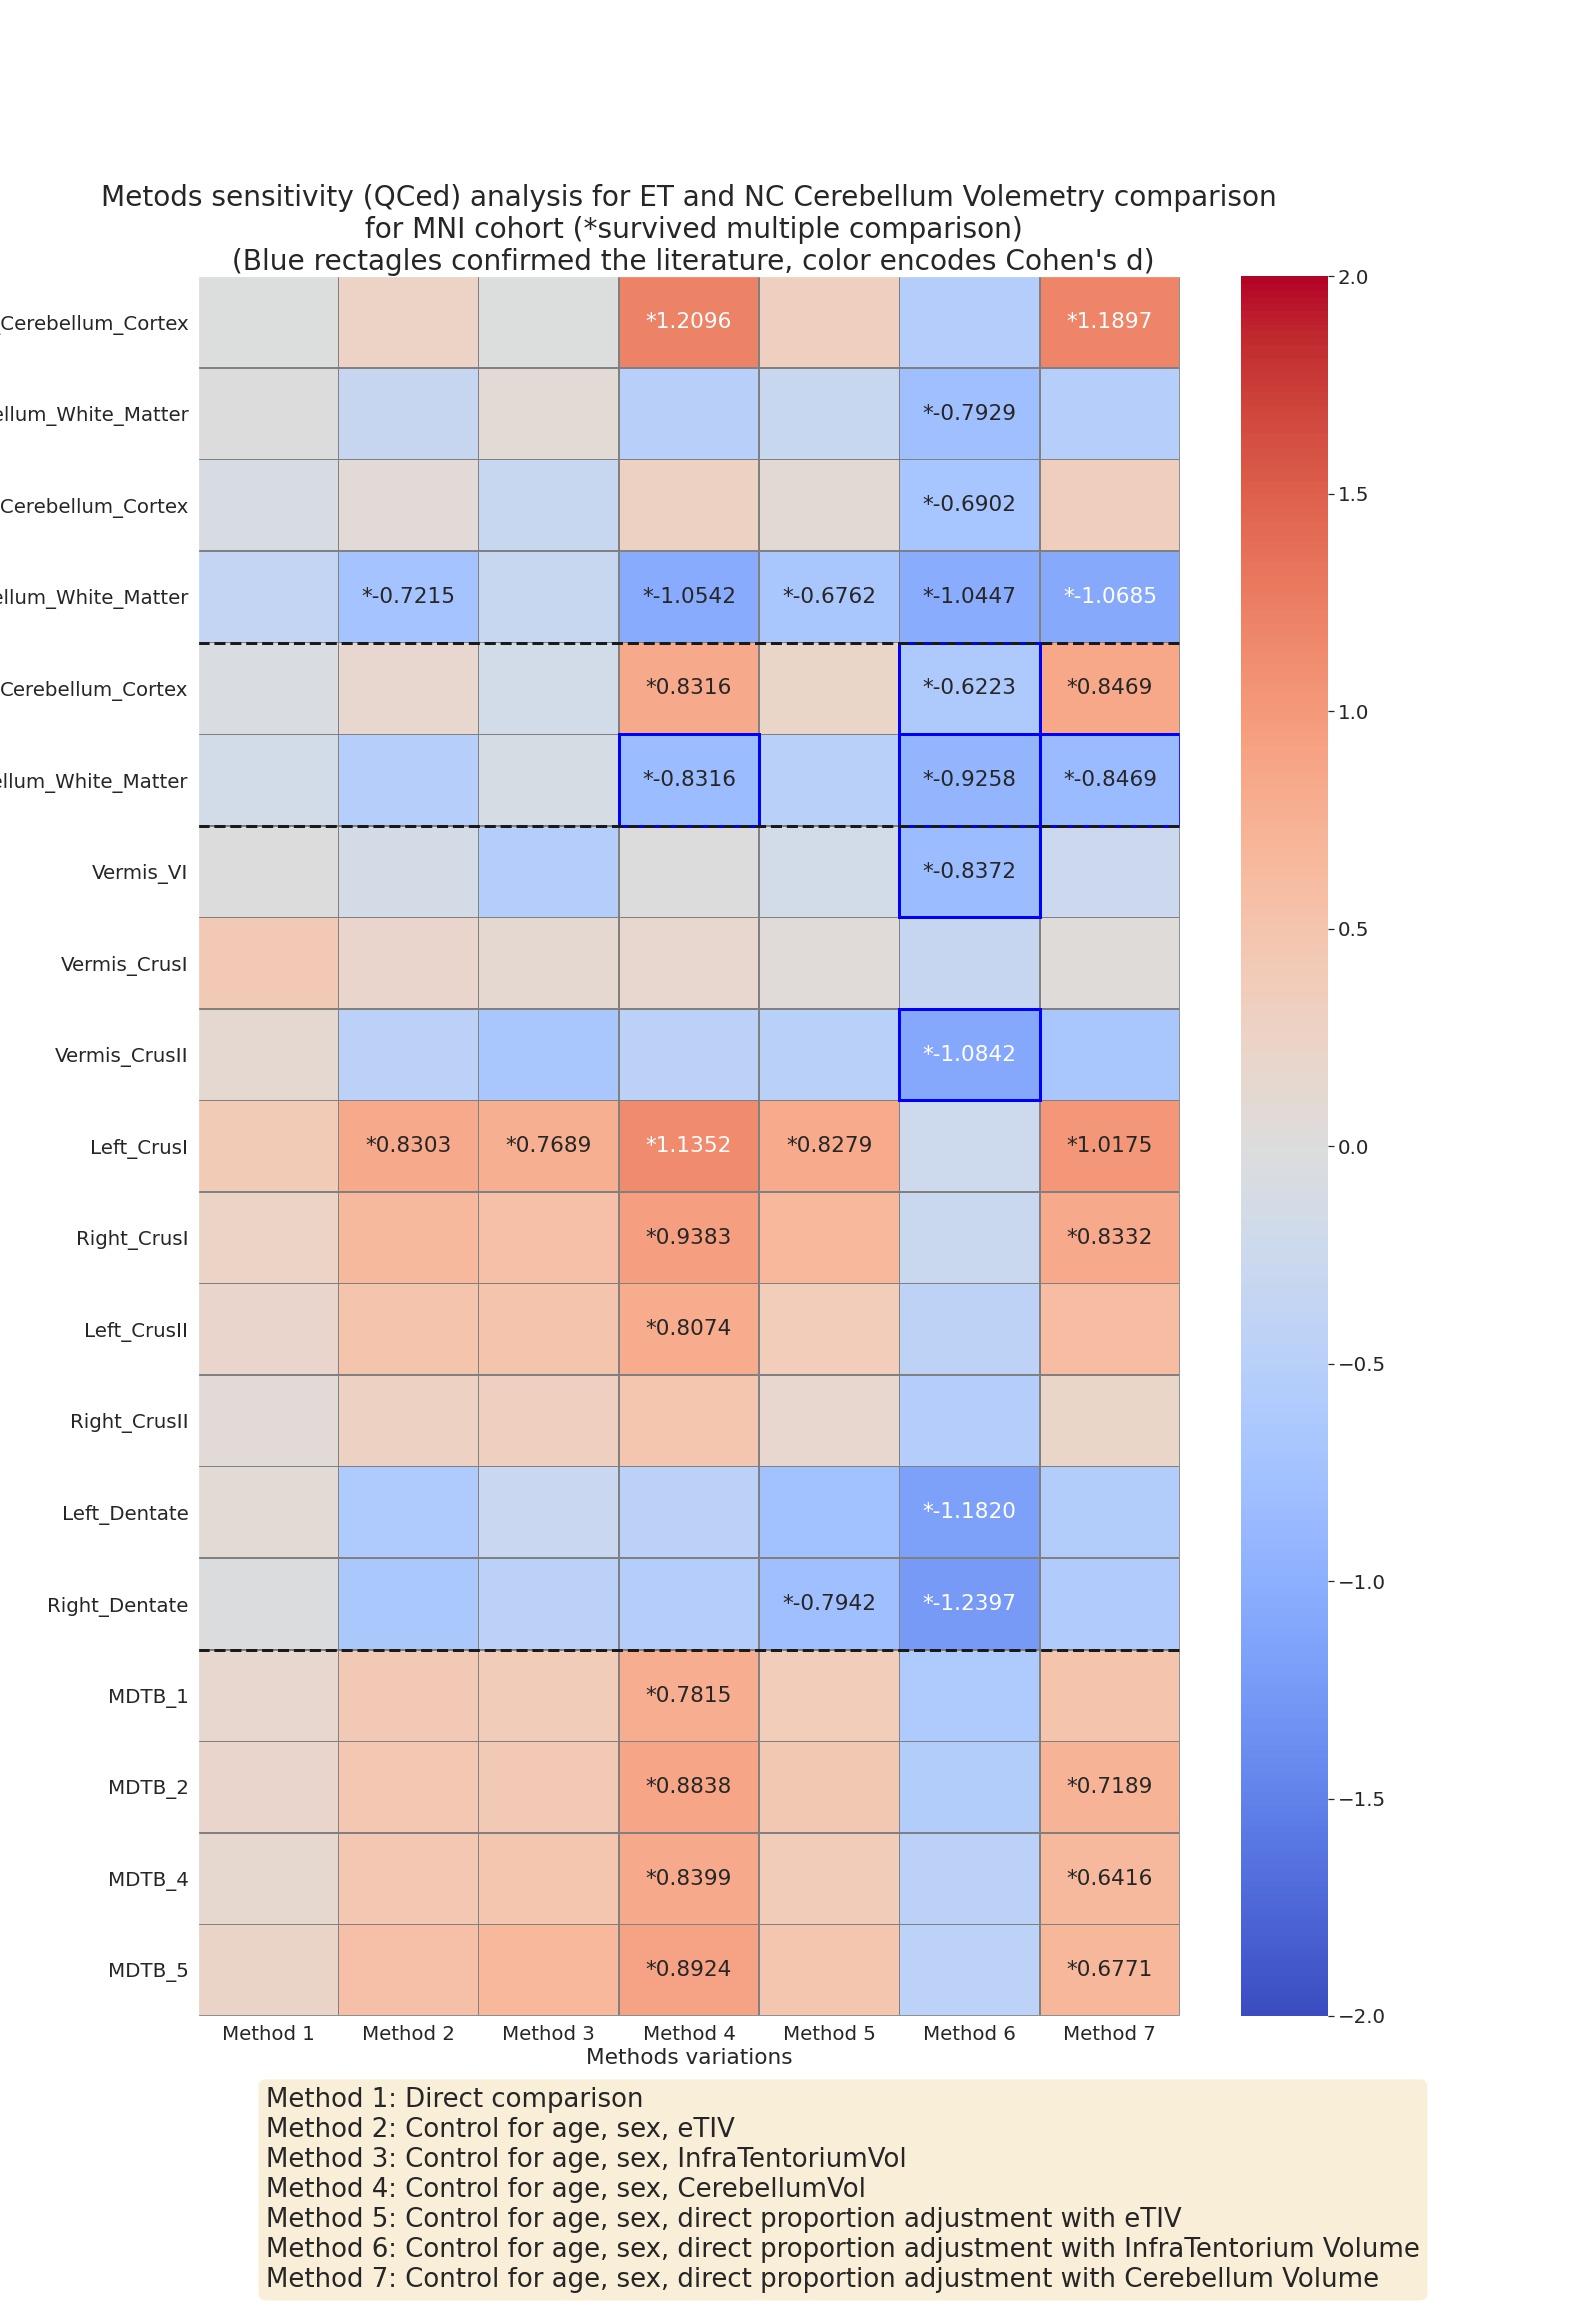 Metods sensitivity (QCed) analysis for ET and NC Cerebellum Volemetry comparison
for MNI cohort (*survived multiple comparison)
(Blue rectagles confirmed the literature, color encodes Cohen's d)
2.0
1.5
1.0
0.5
0.0
−0.5
−1.0
−1.5
−2.0
_Cerebellum_Cortex *1.2096 *1.1897
ellum_White_Matter *-0.7929
Cerebellum_Cortex *-0.6902
ellum_White_Matter *-0.7215 *-1.0542 *-0.6762 *-1.0447 *-1.0685
Cerebellum_Cortex *0.8316 *-0.6223 *0.8469
ellum_White_Matter *-0.8316 *-0.9258 *-0.8469
Vermis_VI *-0.8372
Vermis_CrusI
Vermis_CrusII *-1.0842
Left_CrusI *0.8303 *0.7689 *1.1352 *0.8279 *1.0175
Right_CrusI *0.9383 *0.8332
Left_CrusII *0.8074
Right_CrusII
Left_Dentate *-1.1820
Right_Dentate *-0.7942 *-1.2397
MDTB_1 *0.7815
MDTB_2 *0.8838 *0.7189
MDTB_4 *0.8399 *0.6416
MDTB_5 *0.8924 *0.6771
Method 1 Method 2 Method 3 Method 4 Method 5 Method 6 Method 7
Methods variations
Method 1: Direct comparison
Method 2: Control for age, sex, eTIV
Method 3: Control for age, sex, InfraTentoriumVol
Method 4: Control for age, sex, CerebellumVol
Method 5: Control for age, sex, direct proportion adjustment with eTIV
Method 6: Control for age, sex, direct proportion adjustment with InfraTentorium Volume
Method 7: Control for age, sex, direct proportion adjustment with Cerebellum Volume